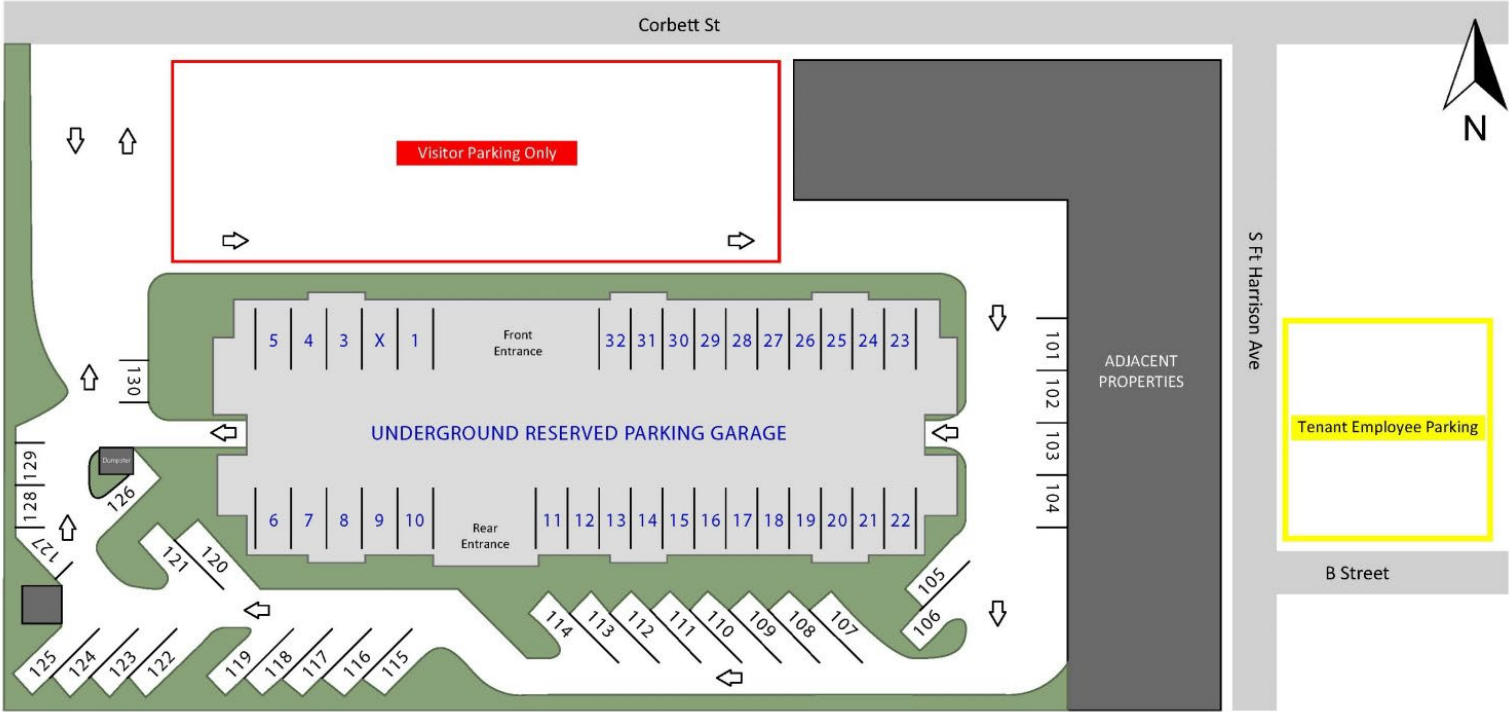 Corbett St
N
Visitor Parking Only
S Ft Harrison Ave
5 4 3 X 1
Front
Entrance
32 31 30 29 28 27 26 25 24 23
101
102
103
104
ADJACENT
PROPERTIES
130
UNDERGROUND RESERVED PARKING GARAGE
Tenant Employee Parking
129
128
127
Dumpster
126
6 7 8 9 10
Rear
Entrance
11 12 13 14 15 16 17 18 19 20 21 22
121
120
105
106
B Street
114 113 112 111 110 109 108 107
125 124 123 122
119 118 117 116 115